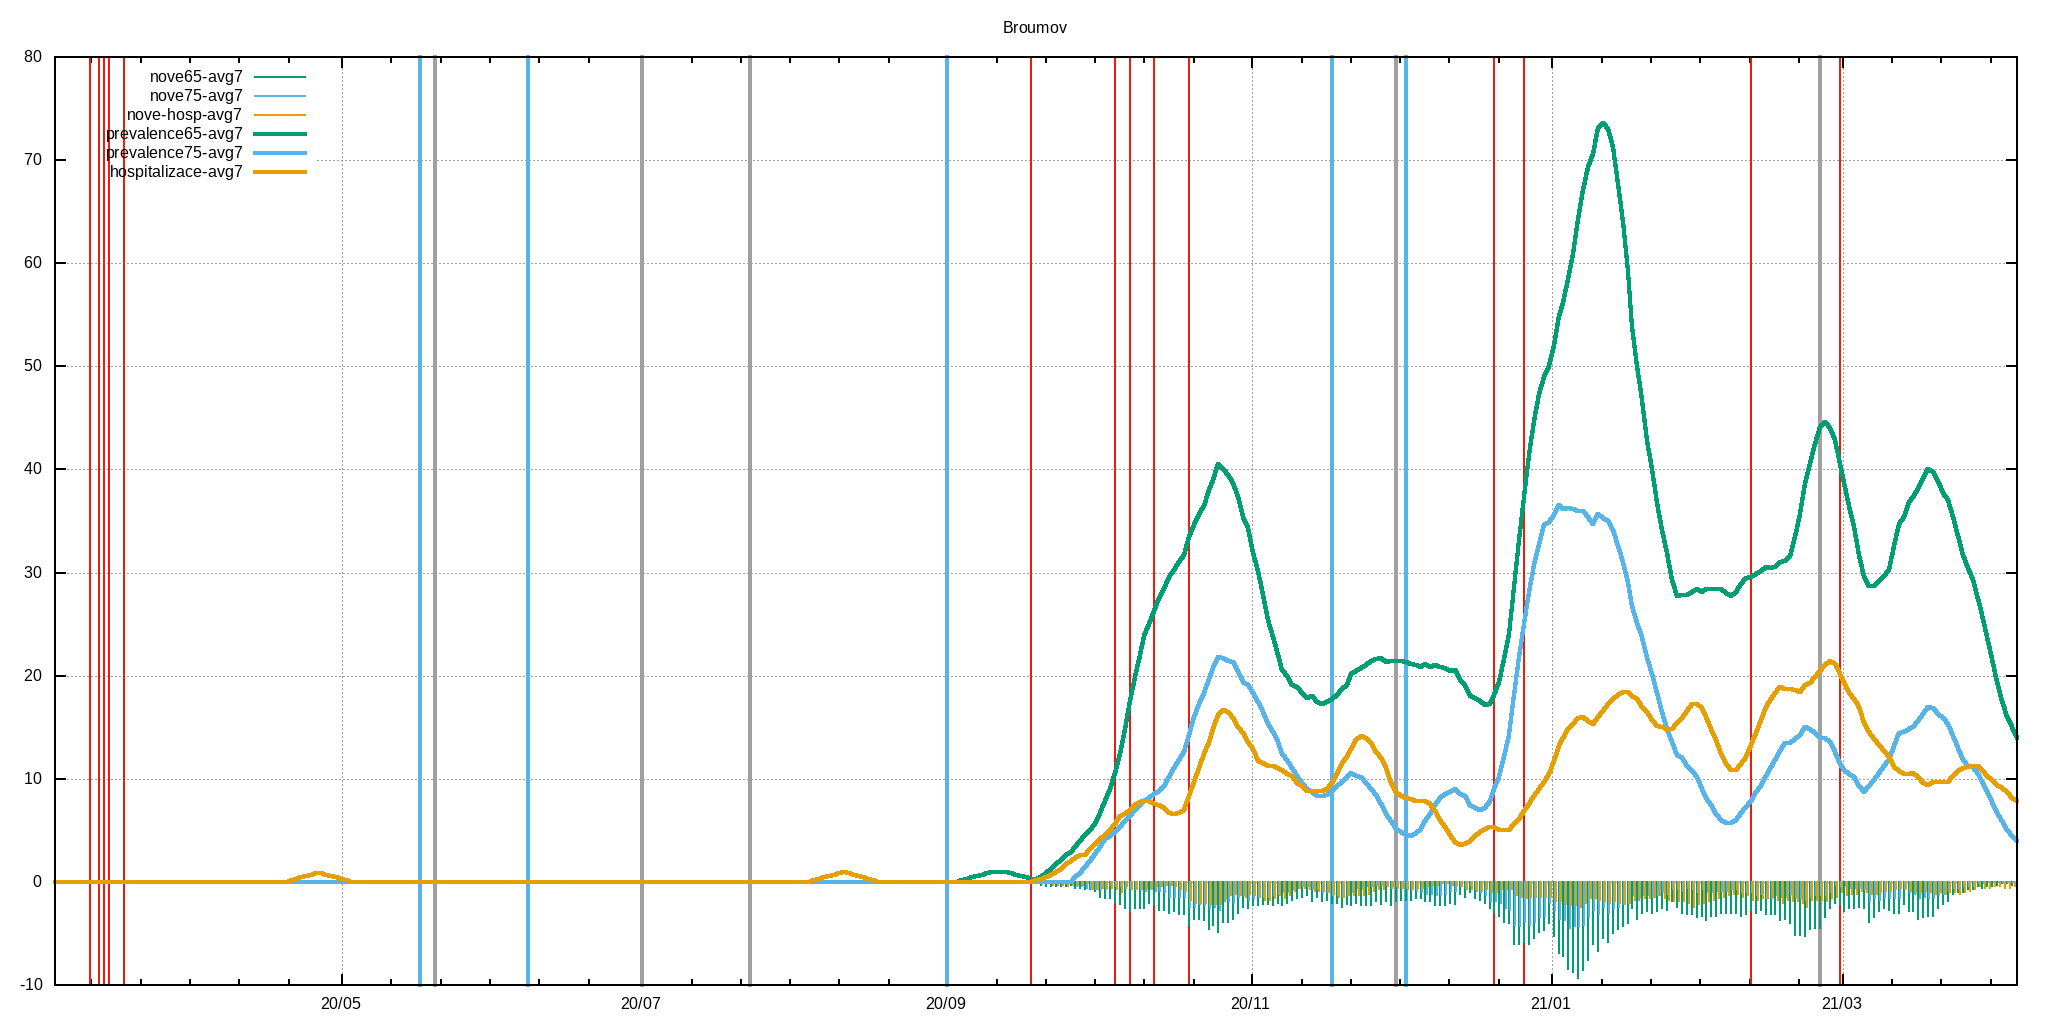 Broumov
80
70
60
50
40
30
20
10
0
-10
nove65-avg7
nove75-avg7
nove-hosp-avg7
prevalence65-avg7
prevalence75-avg7
hospitalizace-avg7
20/05 20/07 20/09 20/11 21/01 21/03